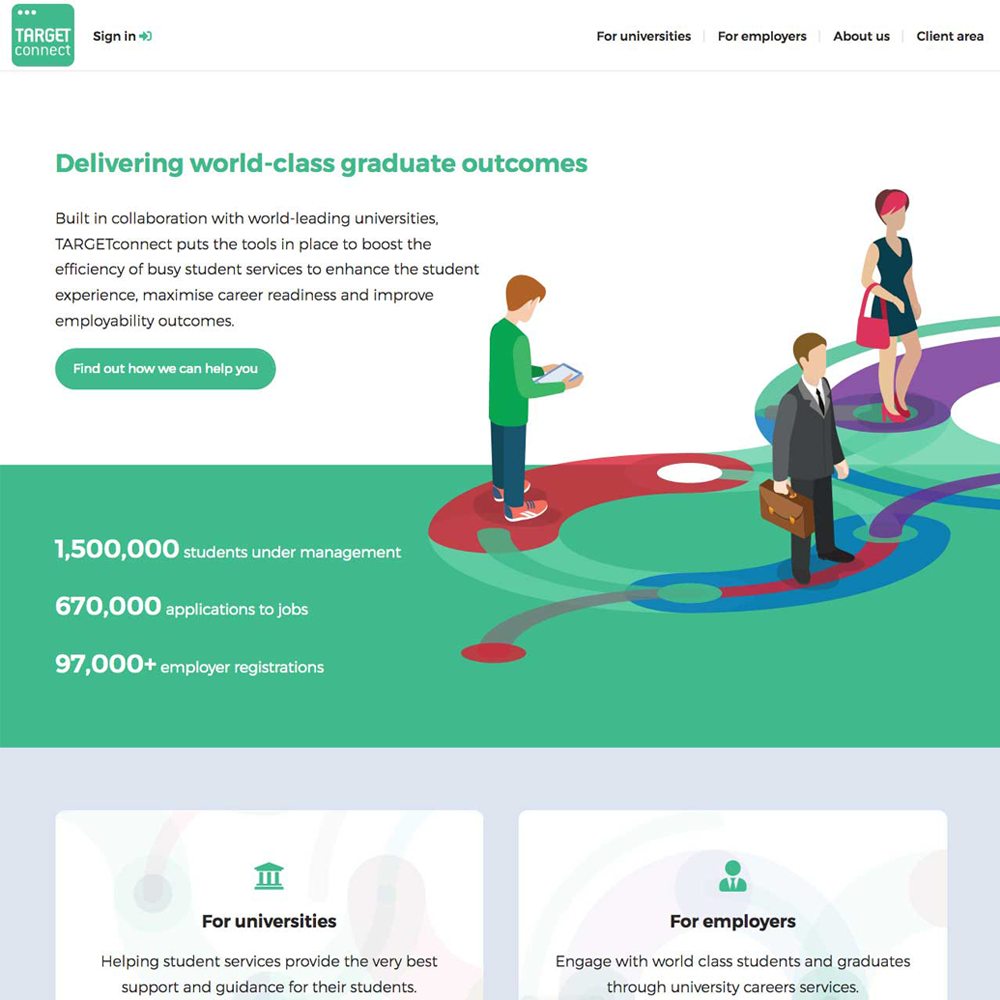 TARGET
connect
Sign in
For universities
For employers
About us
Client area
Delivering world-class graduate outcomes
Built in collaboration with world-leading universities,
TARGETconnect puts the tools in place to boost the
efficiency of busy student services to enhance the student
experience, maximise career readiness and improve
employability outcomes.
Find out how we can help you
1,500,000 students under management
670,000 applications to jobs
97,000+ employer registrations
For universities
Helping student services provide the very best
support and guidance for their students.
For employers
Engage with world class students and graduates
through university careers services.